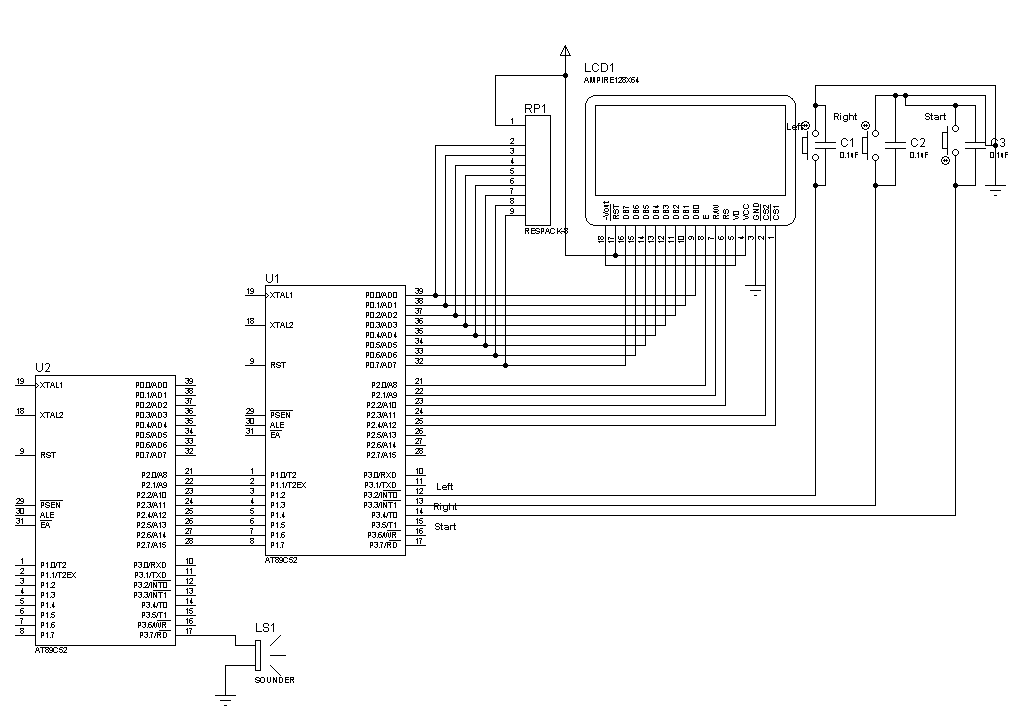 LCD1
AMPIRE128X64
RP1
1
2
3
4
5
6
7
8
9
RESPACK-8
-Vout
RST
DB7
DB6
DB5
DB4
DB3
DB2
DB1
DB0
E
R/W
RS
V0
VCC
GND
CS2
CS1
18
17
16
15
14
13
12
11
10
9
8
7
6
5
4
3
2
1
Left
C1
0.1uF
Right
C2
0.1uF
Start
C3
0.1uF
U1
19 XTAL1
18 XTAL2
9 RST
29 PSEN
30 ALE
31 EA
1 P1.0/T2
2 P1.1/T2EX
3 P1.2
4 P1.3
5 P1.4
6 P1.5
7 P1.6
8 P1.7
P0.0/AD0 39
P0.1/AD1 38
P0.2/AD2 37
P0.3/AD3 36
P0.4/AD4 35
P0.5/AD5 34
P0.6/AD6 33
P0.7/AD7 32
P2.0/A8 21
P2.1/A9 22
P2.2/A10 23
P2.3/A11 24
P2.4/A12 25
P2.5/A13 26
P2.6/A14 27
P2.7/A15 28
P3.0/RXD 10
P3.1/TXD 11
P3.2/INT0 12
P3.3/INT1 13
P3.4/T0 14
P3.5/T1 15
P3.6/WR 16
P3.7/RD 17
AT89C52
Left
Right
Start
U2
19 XTAL1
18 XTAL2
9 RST
29 PSEN
30 ALE
31 EA
1 P1.0/T2
2 P1.1/T2EX
3 P1.2
4 P1.3
5 P1.4
6 P1.5
7 P1.6
8 P1.7
P0.0/AD0 39
P0.1/AD1 38
P0.2/AD2 37
P0.3/AD3 36
P0.4/AD4 35
P0.5/AD5 34
P0.6/AD6 33
P0.7/AD7 32
P2.0/A8 21
P2.1/A9 22
P2.2/A10 23
P2.3/A11 24
P2.4/A12 25
P2.5/A13 26
P2.6/A14 27
P2.7/A15 28
P3.0/RXD 10
P3.1/TXD 11
P3.2/INT0 12
P3.3/INT1 13
P3.4/T0 14
P3.5/T1 15
P3.6/WR 16
P3.7/RD 17
AT89C52
LS1
SOUNDER